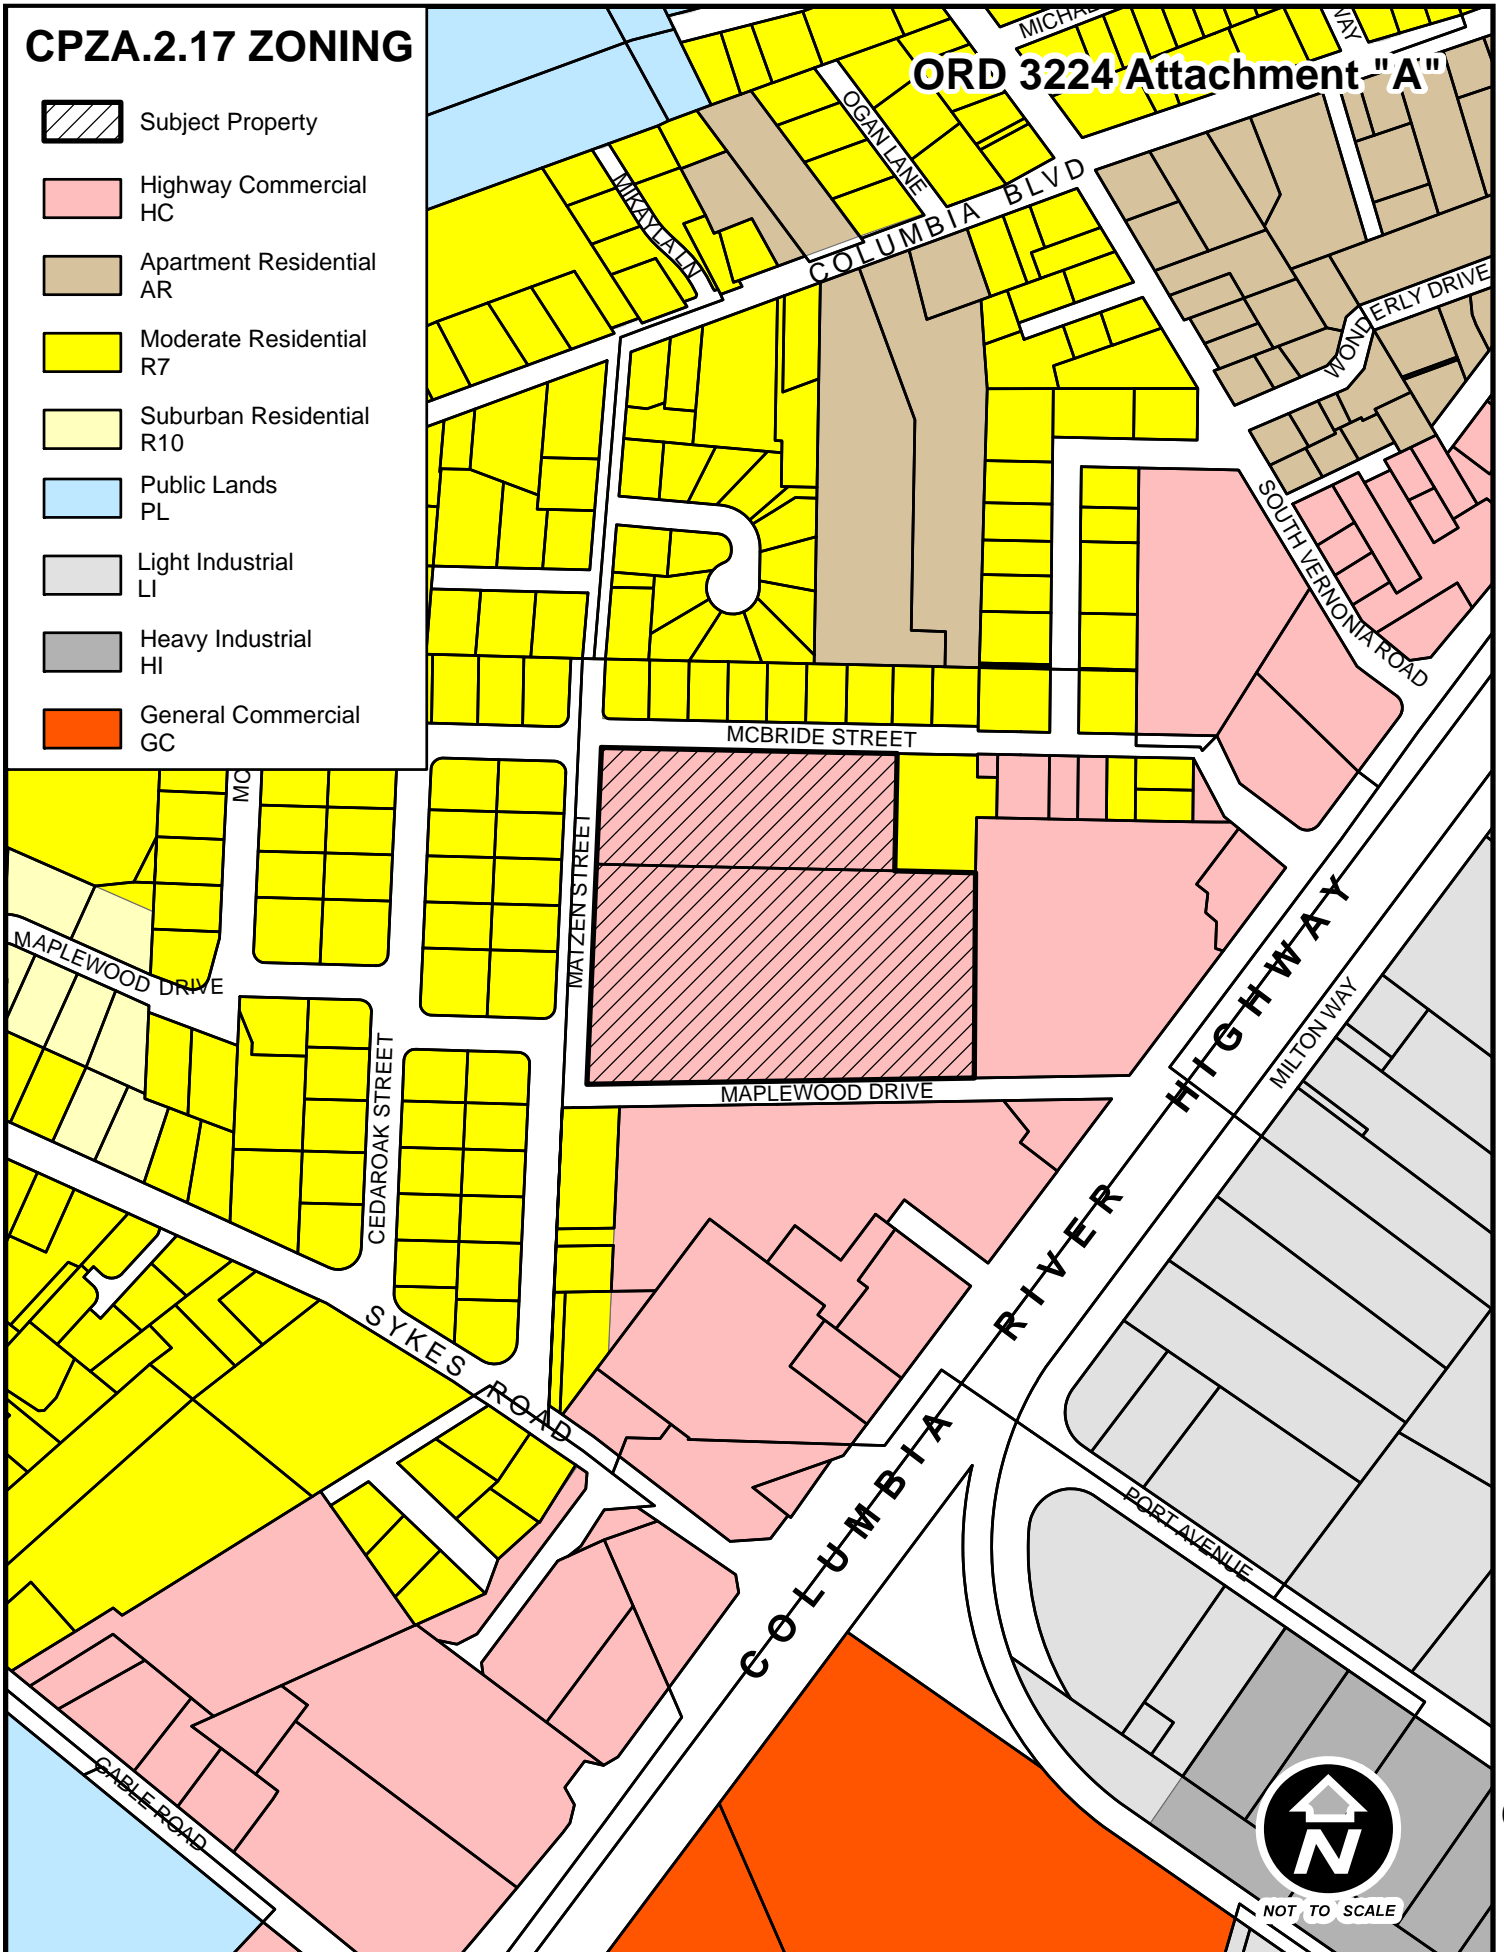 CPZA.2.17 ZONING
ORD 3224 Attachment "A"
Subject Property
Highway Commercial
HC
Apartment Residential
AR
Moderate Residential
R7
Suburban Residential
R10
Public Lands
PL
Light Industrial
LI
Heavy Industrial
HI
General Commercial
GC
OGAN LANE
MIKAYLA LN
COLUMBIA BLVD
WONDERLY DRIVE
SOUTH VERNONIA ROAD
MCBRIDE STREET
MATZEN STREET
MAPLEWOOD DRIVE
CEDAROAK STREET
MAPLEWOOD DRIVE
MILTON WAY
COLUMBIA RIVER HIGHWAY
SYKES ROAD
PORT AVENUE
GABLE ROAD
N
NOT TO SCALE